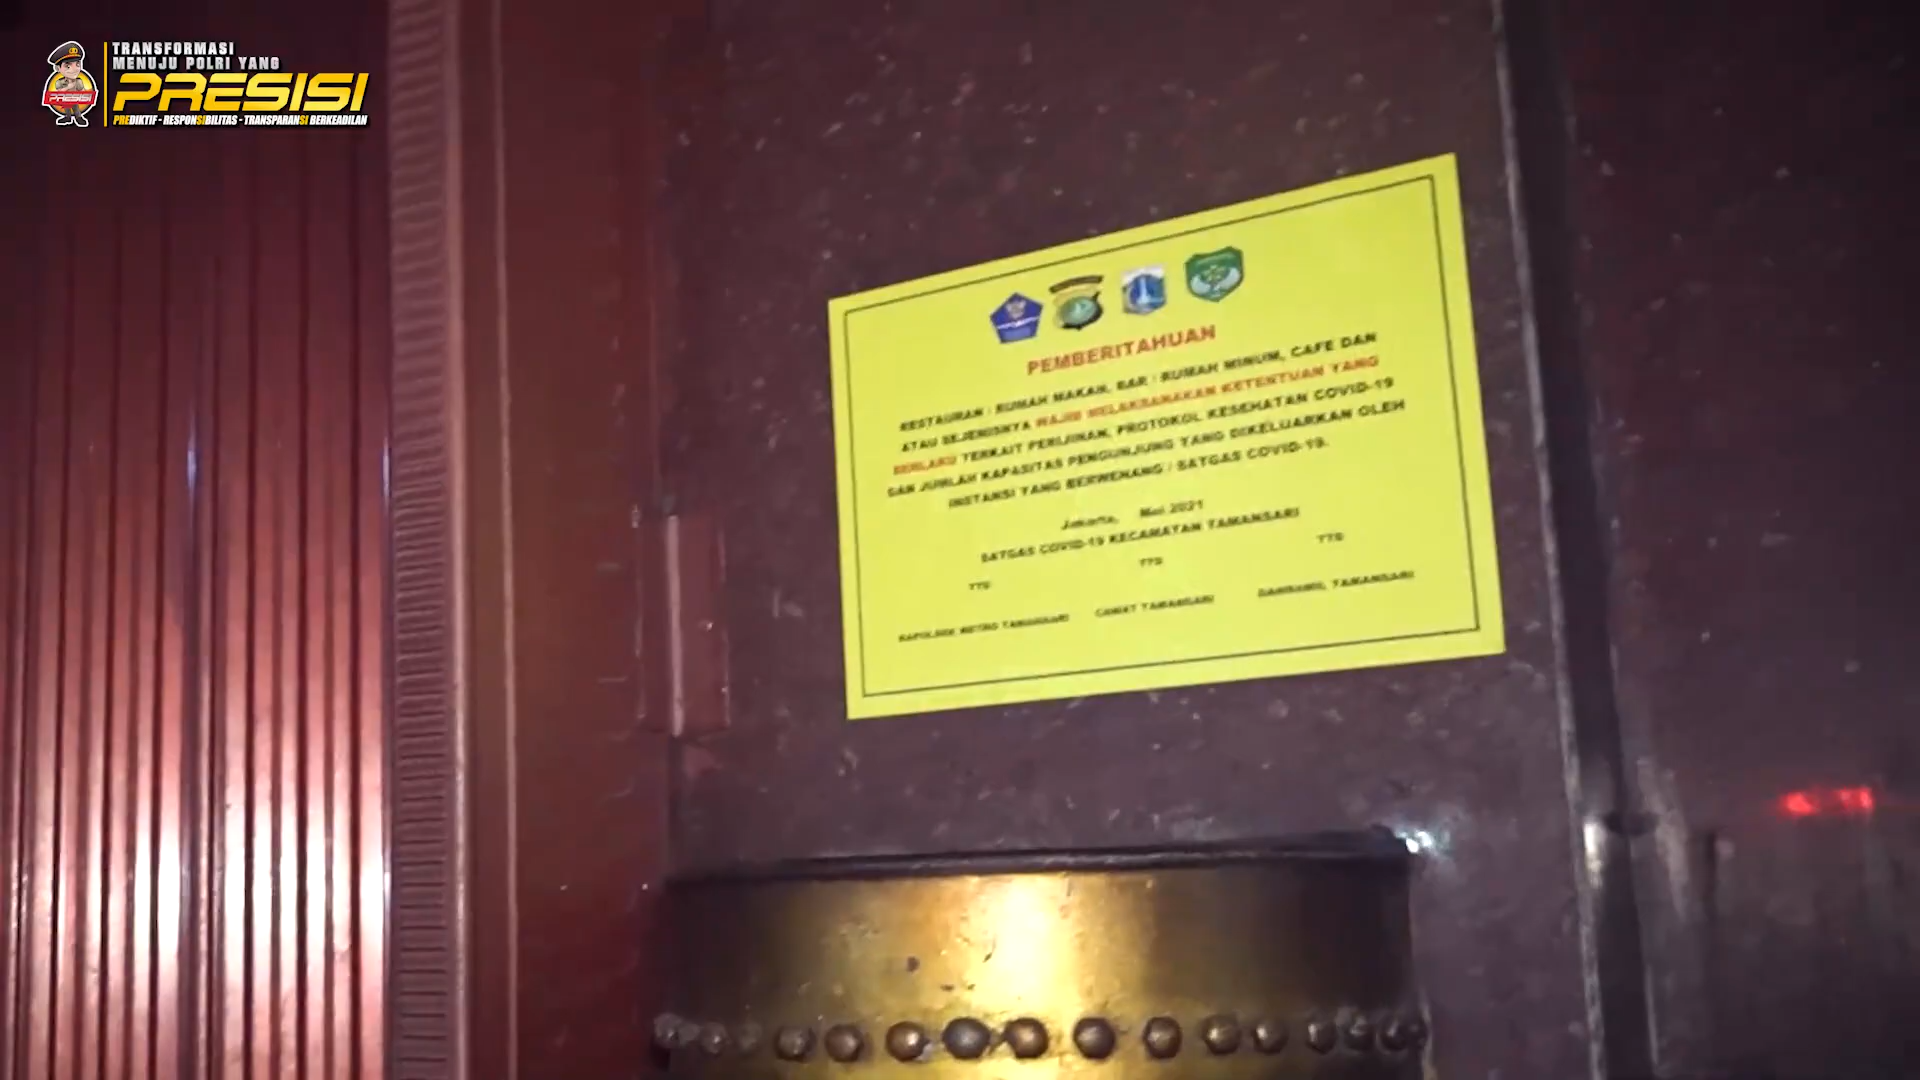 TRANSFORMASI
MENUJU POLRI YANG
PRESISI
PREDIKTIF - RESPONSIBILITAS - TRANSPARANSI BERKEADILAN
PRESISI
PEMBERITAHUAN
RESTAURAN / RUMAH MAKAN, BAR / RUMAH MINUM, CAFE DAN
ATAU SEJENISNYA WAJIB MELAKSANAKAN KETENTUAN YANG
BERLAKU TERKAIT PERIJINAN, PROTOKOL KESEHATAN COVID-19
DAN JUMLAH KAPASITAS PENGUNJUNG YANG DIKELUARKAN OLEH
INSTANSI YANG BERWENANG / SATGAS COVID-19.
Jakarta, Mei 2021
SATGAS COVID-19 KECAMATAN TAMANSARI
TTD TTD TTD
KAPOLSEK METRO TAMANSARI CAMAT TAMANSARI DANRAMIL TAMANSARI